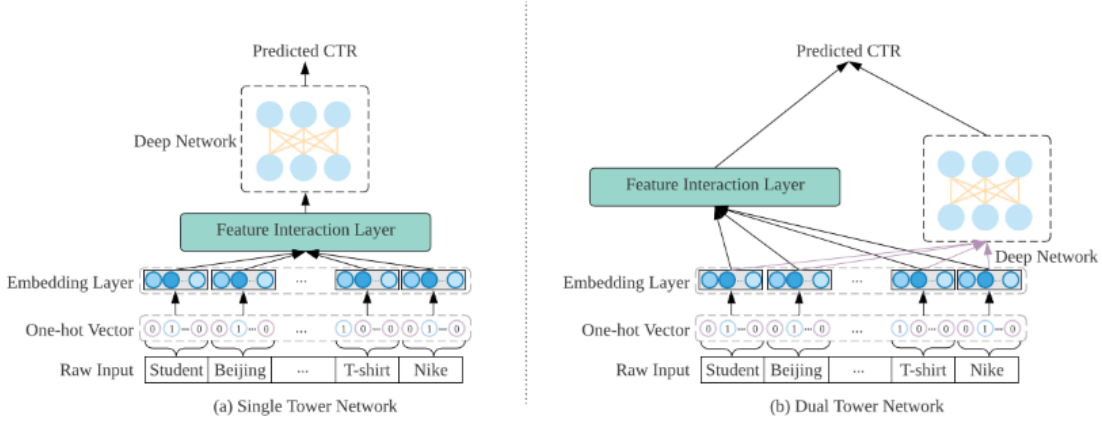 Predicted CTR
Deep Network
Feature Interaction Layer
Embedding Layer
... ... ... ... ...
One-hot Vector
0 1 ... 0 0 1 ... 0 ... 1 0 ... 0 0 1 ... 0
Raw Input Student Beijing ... T-shirt Nike
(a) Single Tower Network
Predicted CTR
Feature Interaction Layer
Deep Network
Embedding Layer
... ... ... ... ...
One-hot Vector
0 1 ... 0 0 1 ... 0 ... 1 0 ... 0 0 1 ... 0
Raw Input Student Beijing ... T-shirt Nike
(b) Dual Tower Network